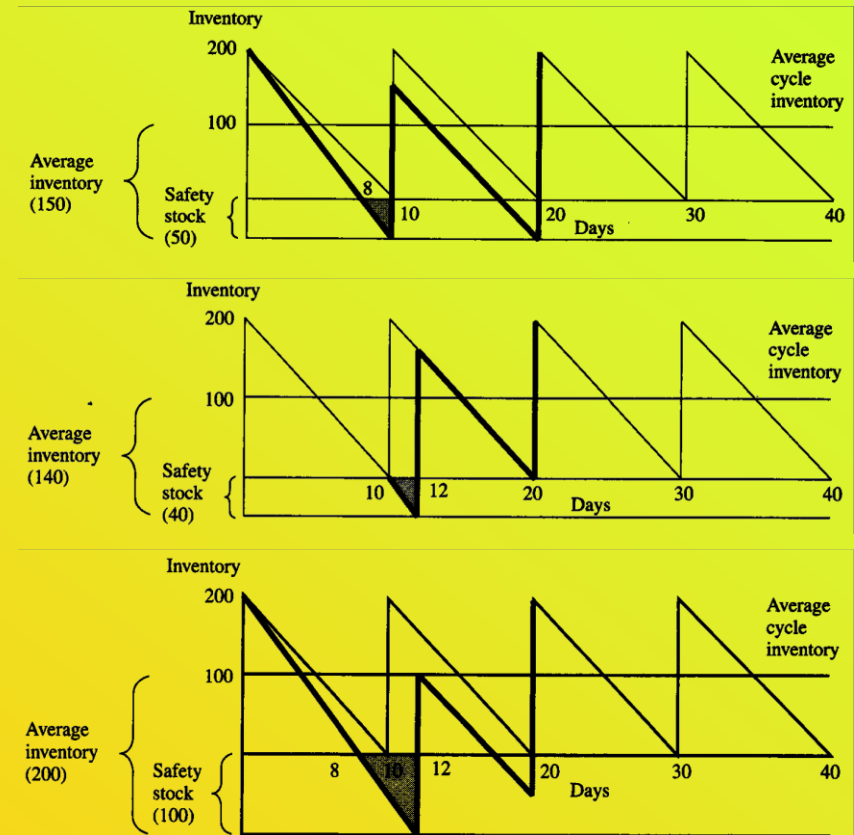 Inventory
200
Average
cycle
inventory
100
Average
inventory
(150)
8
Safety
stock
(50)
10
20
30
40
Days
Inventory
200
Average
cycle
inventory
100
Average
inventory
(140)
Safety
stock
(40)
10
12
20
30
40
Days
Inventory
200
Average
cycle
inventory
100
Average
inventory
(200)
8
10
12
20
30
40
Safety
stock
(100)
Days